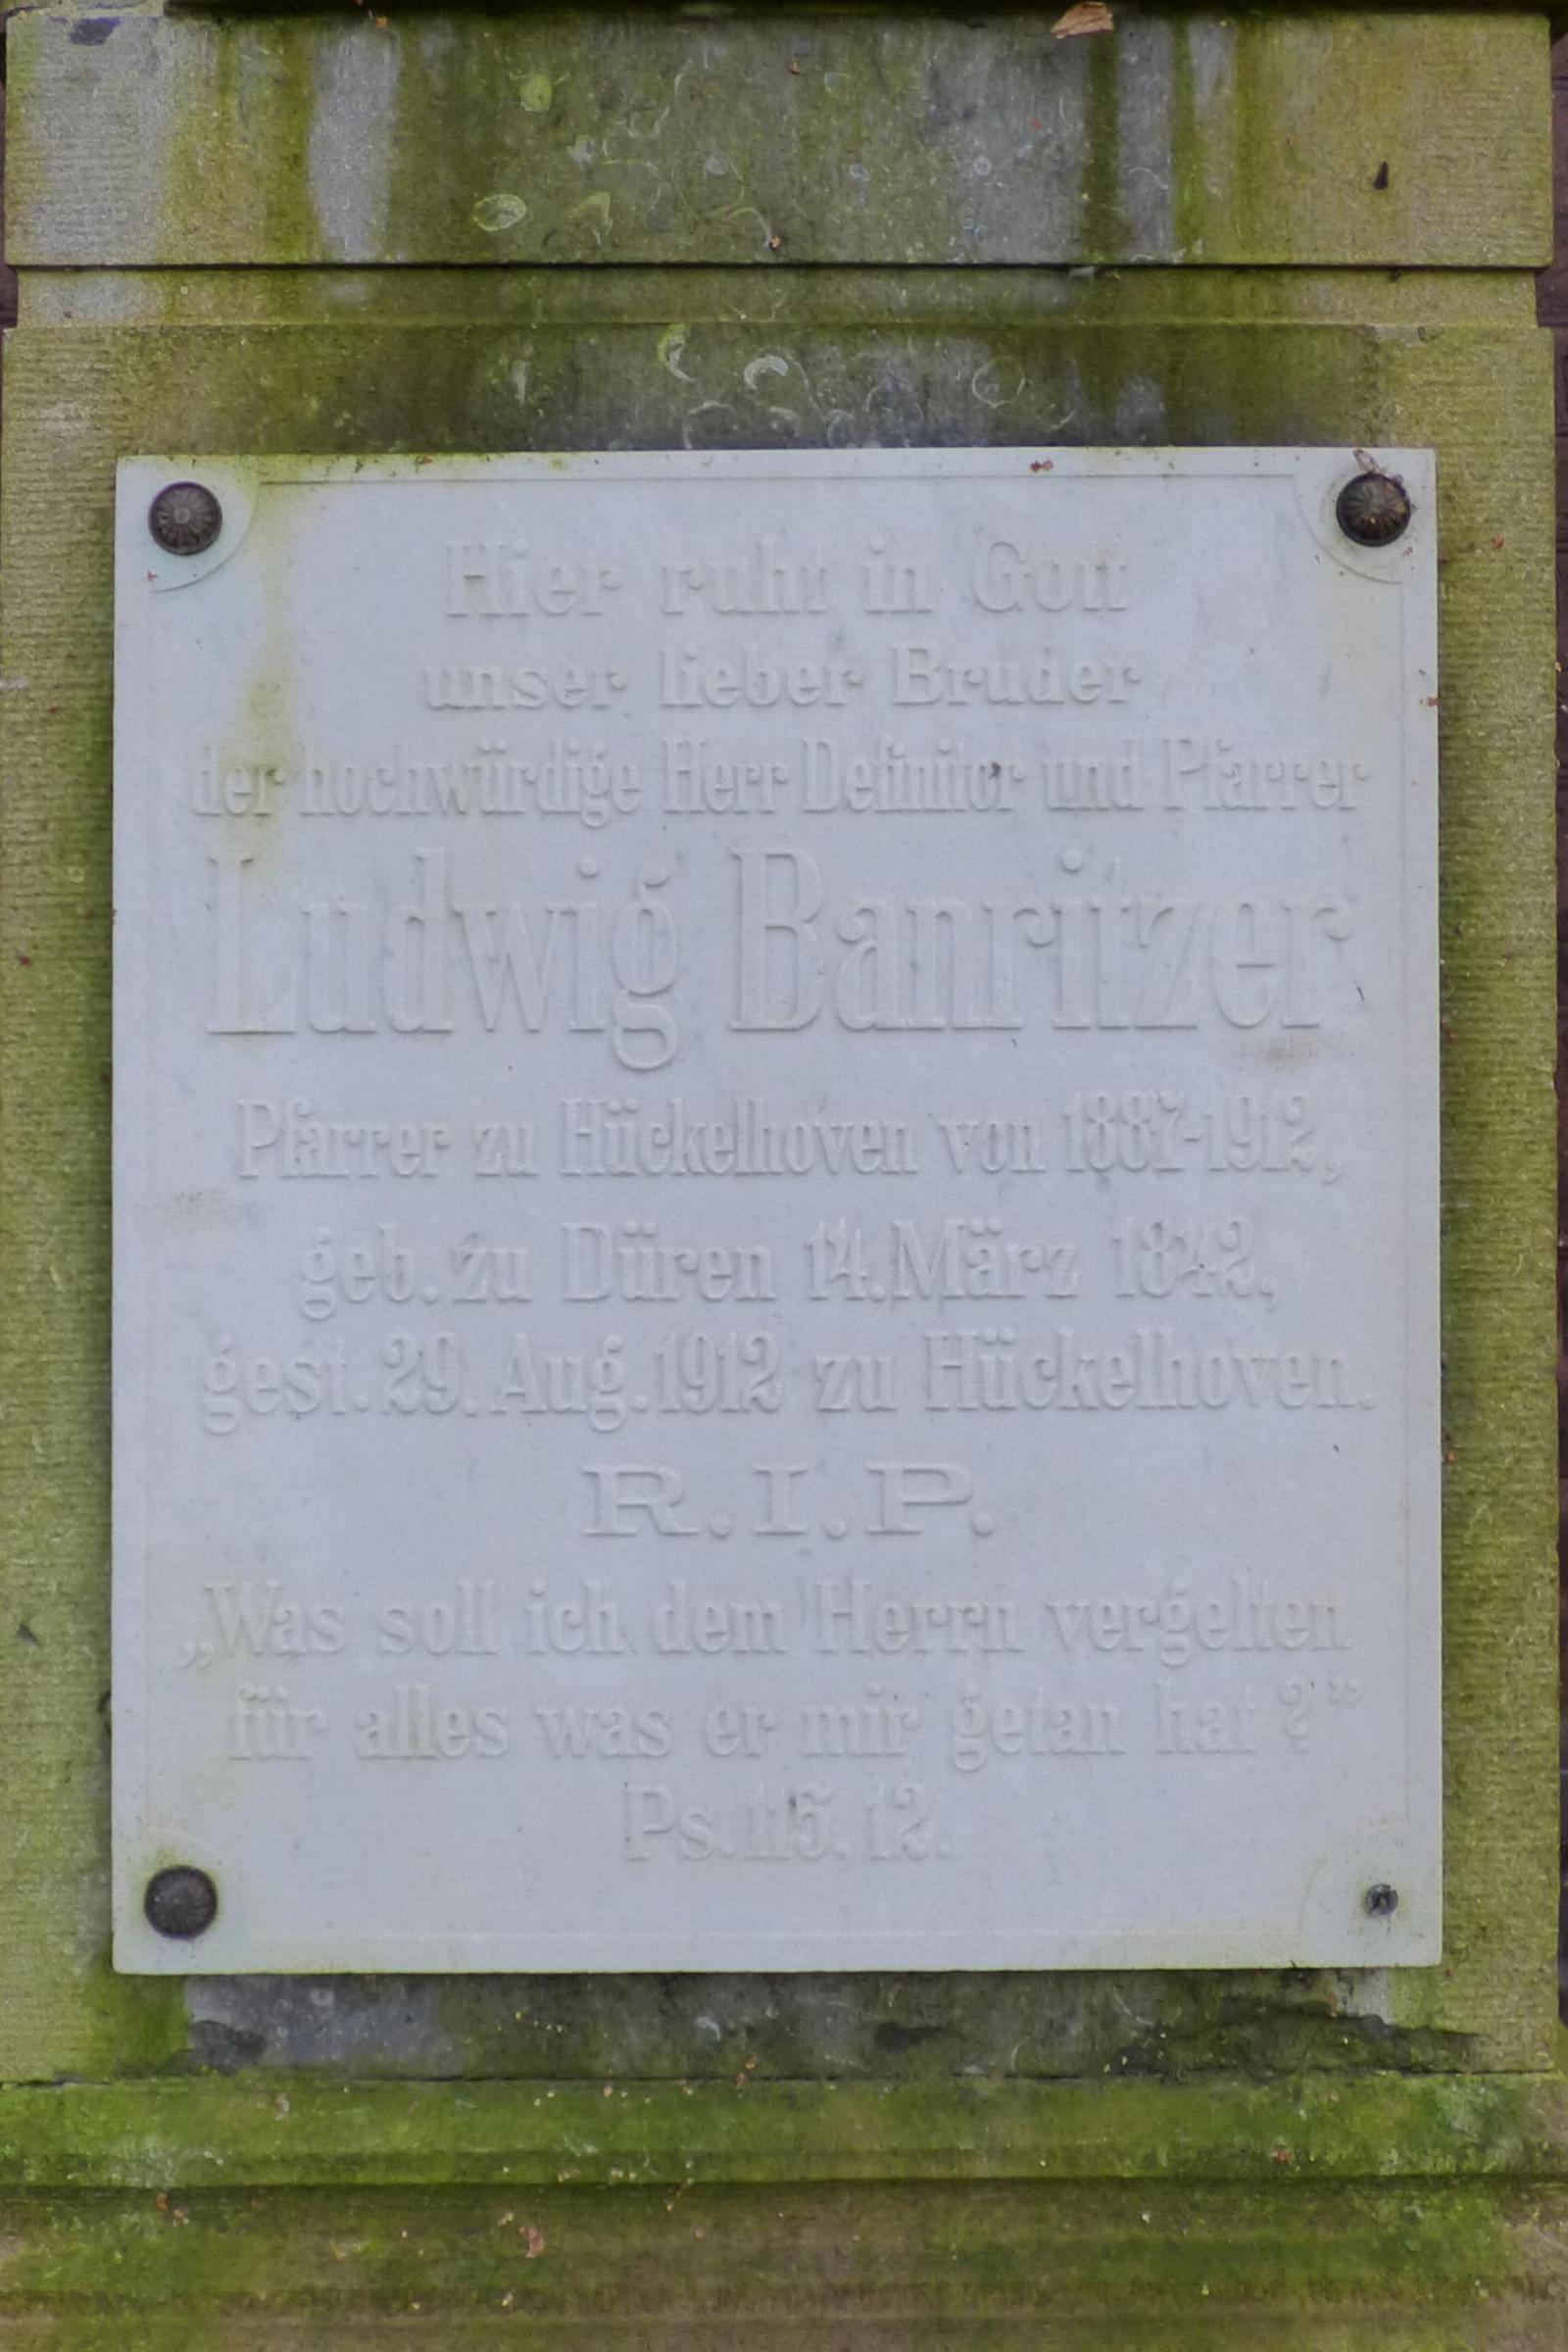 Hier ruht in Gott
unser lieber Bruder
der hochwürdige Herr Definitor und Pfarrer
Ludwig Banritzer
Pfarrer zu Hückelhoven von 1887-1912,
geb. zu Düren 14. März 1842,
gest. 29. Aug. 1912 zu Hückelhoven.
R.I.P.
„Was soll ich dem Herrn vergelten
für alles was er mir getan hat?”
Ps. 115, 12.